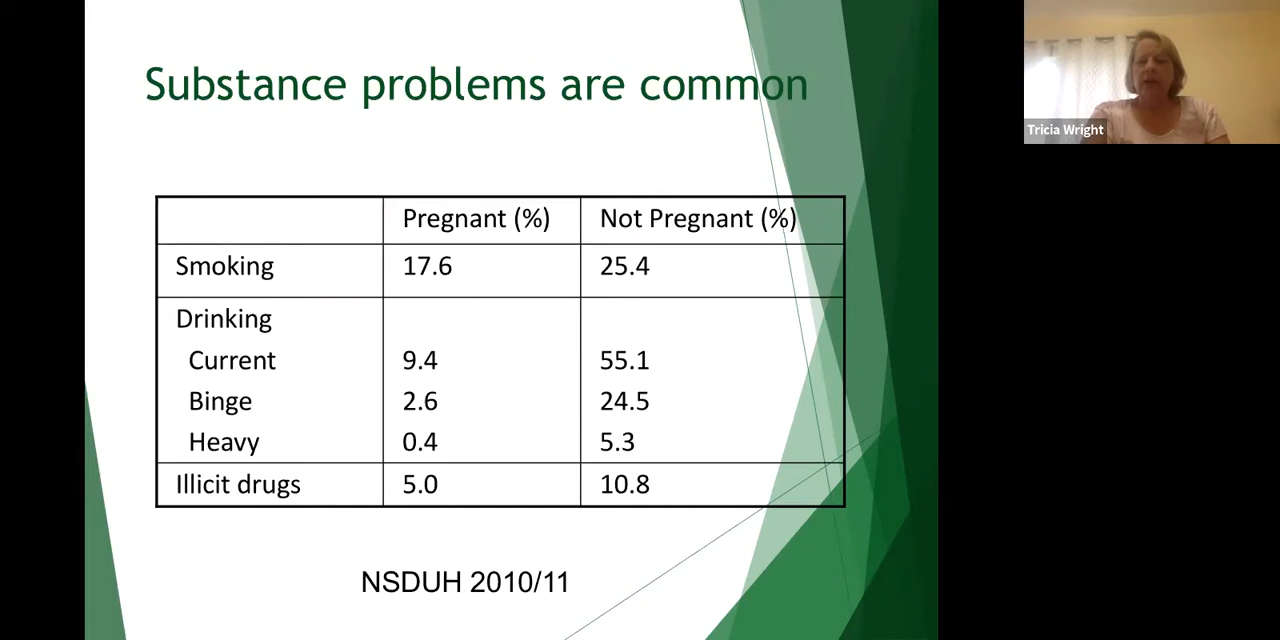 Substance problems are common
Pregnant (%) Not Pregnant (%)
Smoking 17.6 25.4
Drinking
Current 9.4 55.1
Binge 2.6 24.5
Heavy 0.4 5.3
Illicit drugs 5.0 10.8
NSDUH 2010/11
Tricia Wright